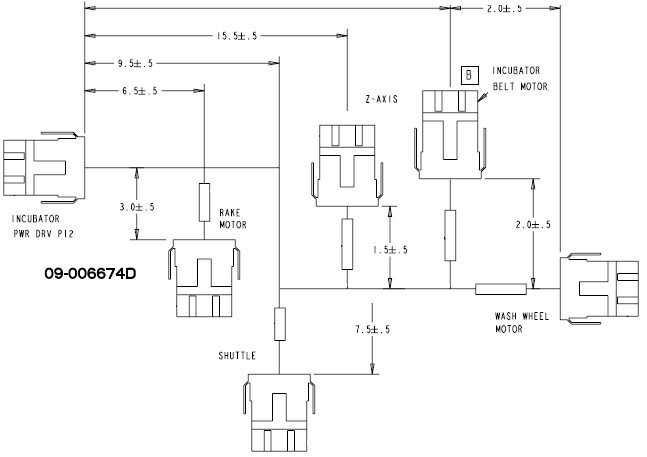 2.0±.5
15.5±.5
9.5±.5
6.5±.5
B
INCUBATOR
BELT MOTOR
Z-AXIS
3.0±.5
RAKE
MOTOR
INCUBATOR
PWR DRV P12
09-006674D
1.5±.5
2.0±.5
7.5±.5
WASH WHEEL
MOTOR
SHUTTLE